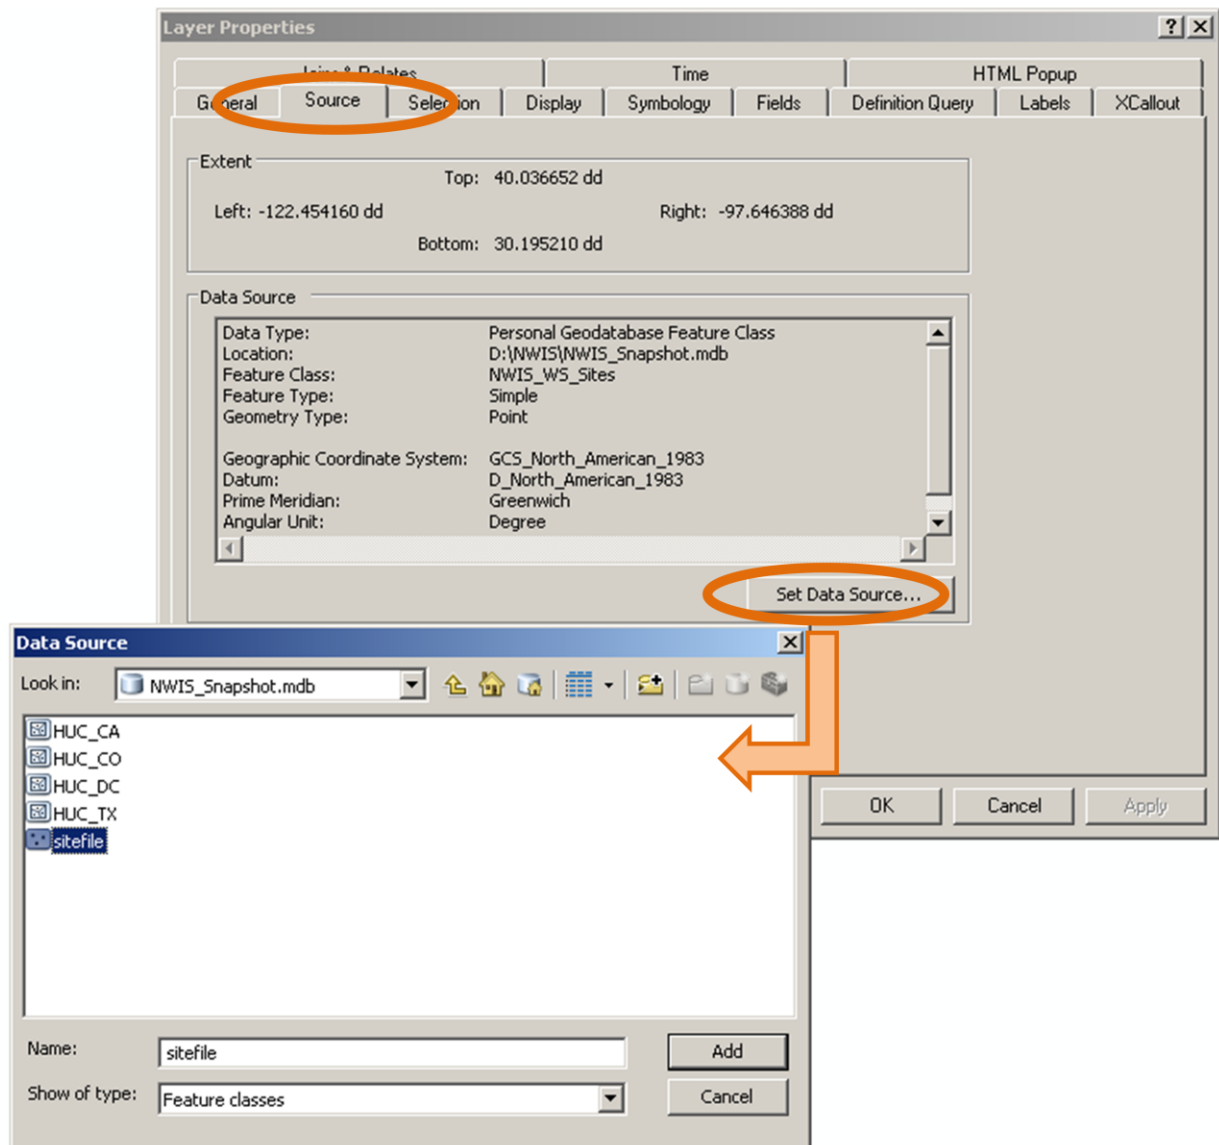 Layer Properties
Joins & Relates Time HTML Popup
General Source Selection Display Symbology Fields Definition Query Labels XCallout
Extent
Top: 40.036652 dd
Left: -122.454160 dd Right: -97.646388 dd
Bottom: 30.195210 dd
Data Source
Data Type: Personal Geodatabase Feature Class
Location: D:\NWIS\NWIS_Snapshot.mdb
Feature Class: NWIS_WS_Sites
Feature Type: Simple
Geometry Type: Point
Geographic Coordinate System: GCS_North_American_1983
Datum: D_North_American_1983
Prime Meridian: Greenwich
Angular Unit: Degree
Set Data Source...
Data Source
Look in: NWIS_Snapshot.mdb
HUC_CA
HUC_CO
HUC_DC
HUC_TX
sitefile
OK Cancel Apply
Name: sitefile Add
Show of type: Feature classes Cancel